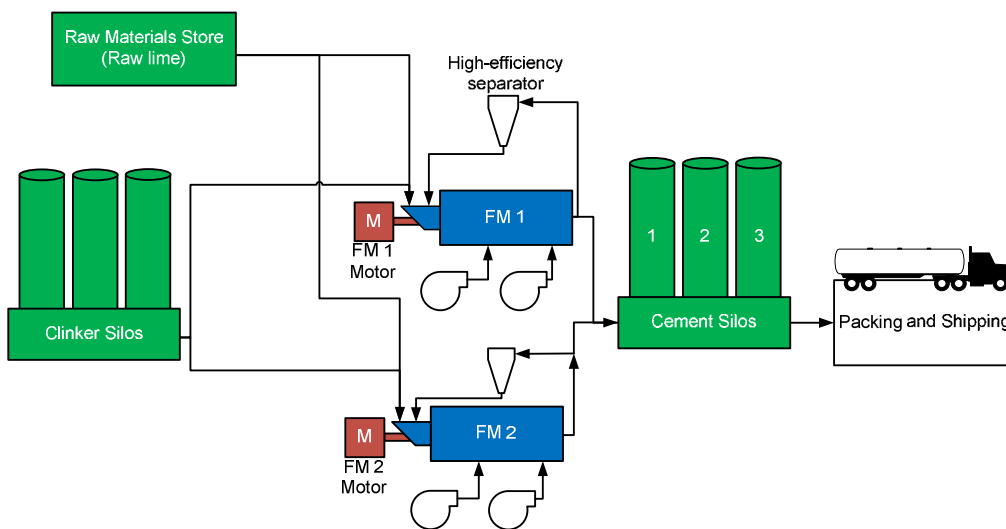 Raw Materials Store
(Raw lime)
High-efficiency
separator
M
FM 1
FM 1
Motor
1
2
3
Clinker Silos
Cement Silos
Packing and Shipping
M
FM 2
FM 2
Motor